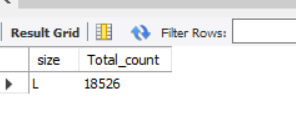 Result Grid Filter Rows:
size Total_count
L 18526